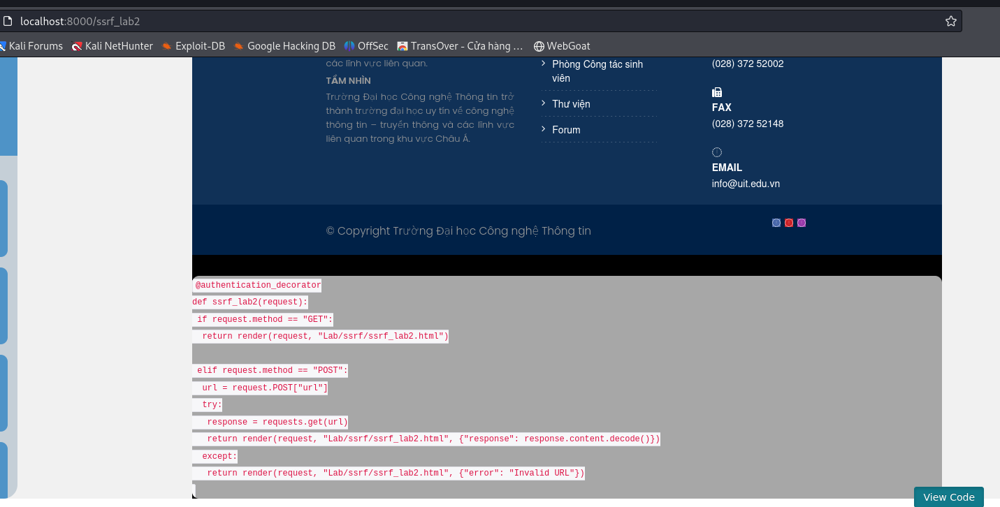 localhost:8000/ssrf_lab2
Kali Forums Kali NetHunter Exploit-DB Google Hacking DB OffSec TransOver - Cửa hàng … WebGoat
các lĩnh vực liên quan.
TẦM NHÌN
Trường Đại học Công nghệ Thông tin trở
thành trường đại học uy tín về công nghệ
thông tin – truyền thông và các lĩnh vực
liên quan trong khu vực Châu Á.
Phòng Công tác sinh
viên
Thư viện
Forum
(028) 372 52002
FAX
(028) 372 52148
EMAIL
info@uit.edu.vn
© Copyright Trường Đại học Công nghệ Thông tin
@authentication_decorator
def ssrf_lab2(request):
if request.method == "GET":
return render(request, "Lab/ssrf/ssrf_lab2.html")
elif request.method == "POST":
url = request.POST["url"]
try:
response = requests.get(url)
return render(request, "Lab/ssrf/ssrf_lab2.html", {"response": response.content.decode()})
except:
return render(request, "Lab/ssrf/ssrf_lab2.html", {"error": "Invalid URL"})
View Code